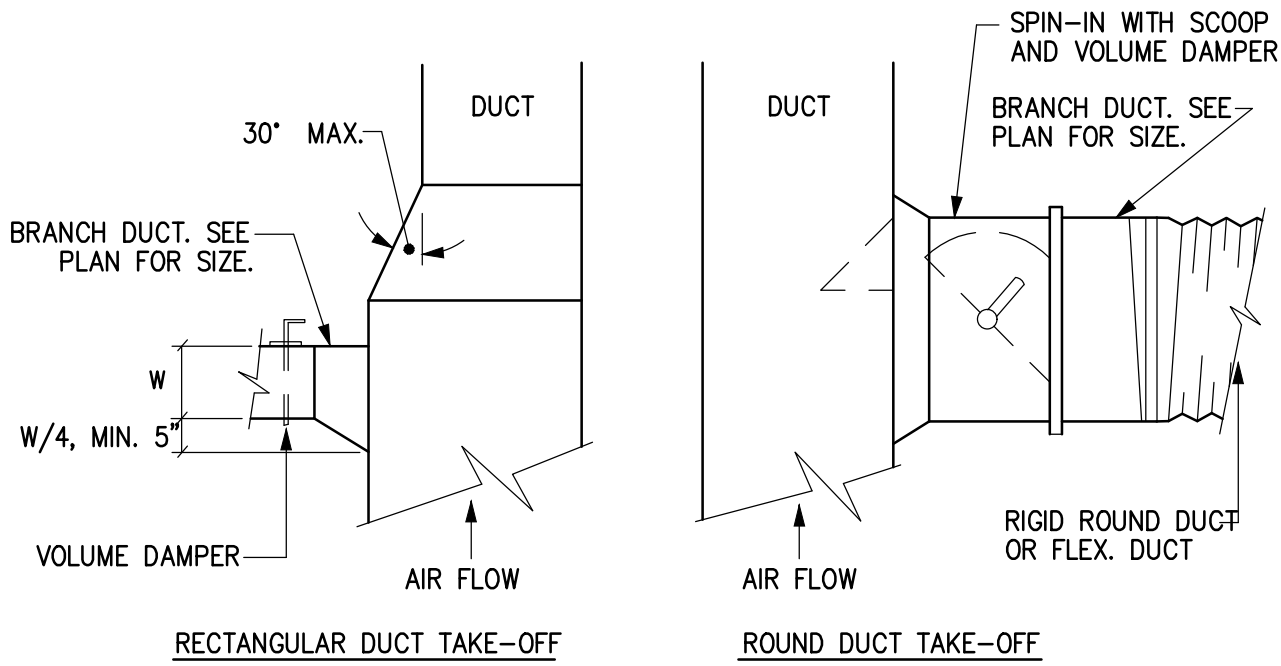 DUCT
30° MAX.
BRANCH DUCT. SEE
PLAN FOR SIZE.
W
W/4, MIN. 5"
VOLUME DAMPER
AIR FLOW
RECTANGULAR DUCT TAKE-OFF
SPIN-IN WITH SCOOP
AND VOLUME DAMPER
DUCT
BRANCH DUCT. SEE
PLAN FOR SIZE.
RIGID ROUND DUCT
OR FLEX. DUCT
AIR FLOW
ROUND DUCT TAKE-OFF